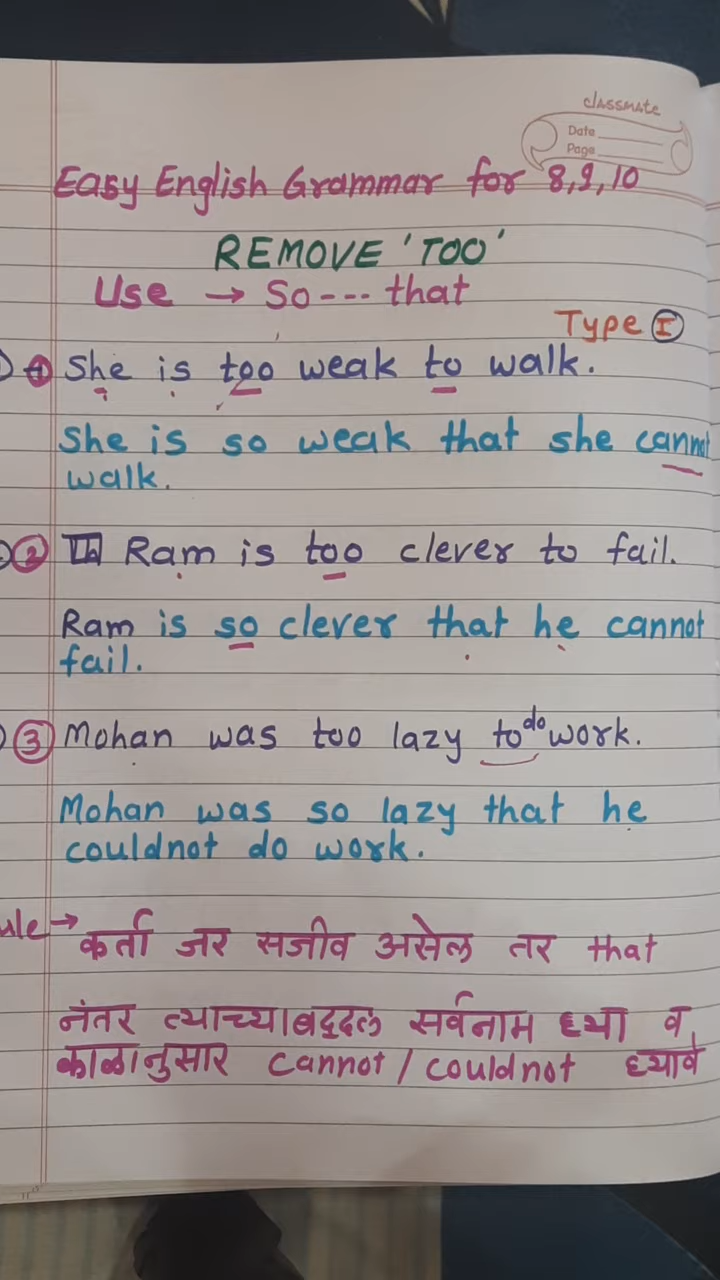 classmate
Date
Page
Easy English Grammar for 8,9,10
REMOVE 'TOO'
Use → So --- that
Type I
1 She is too weak to walk.
She is so weak that she cannot
walk.
2 Ram is too clever to fail.
Ram is so clever that he cannot
fail.
3 Mohan was too lazy to do work.
Mohan was so lazy that he
couldnot do work.
ule → कर्ता जर सजीव असेल तर that
नंतर त्याच्याबद्दल सर्वनाम घ्या व
काळानुसार cannot / couldnot घ्यावे